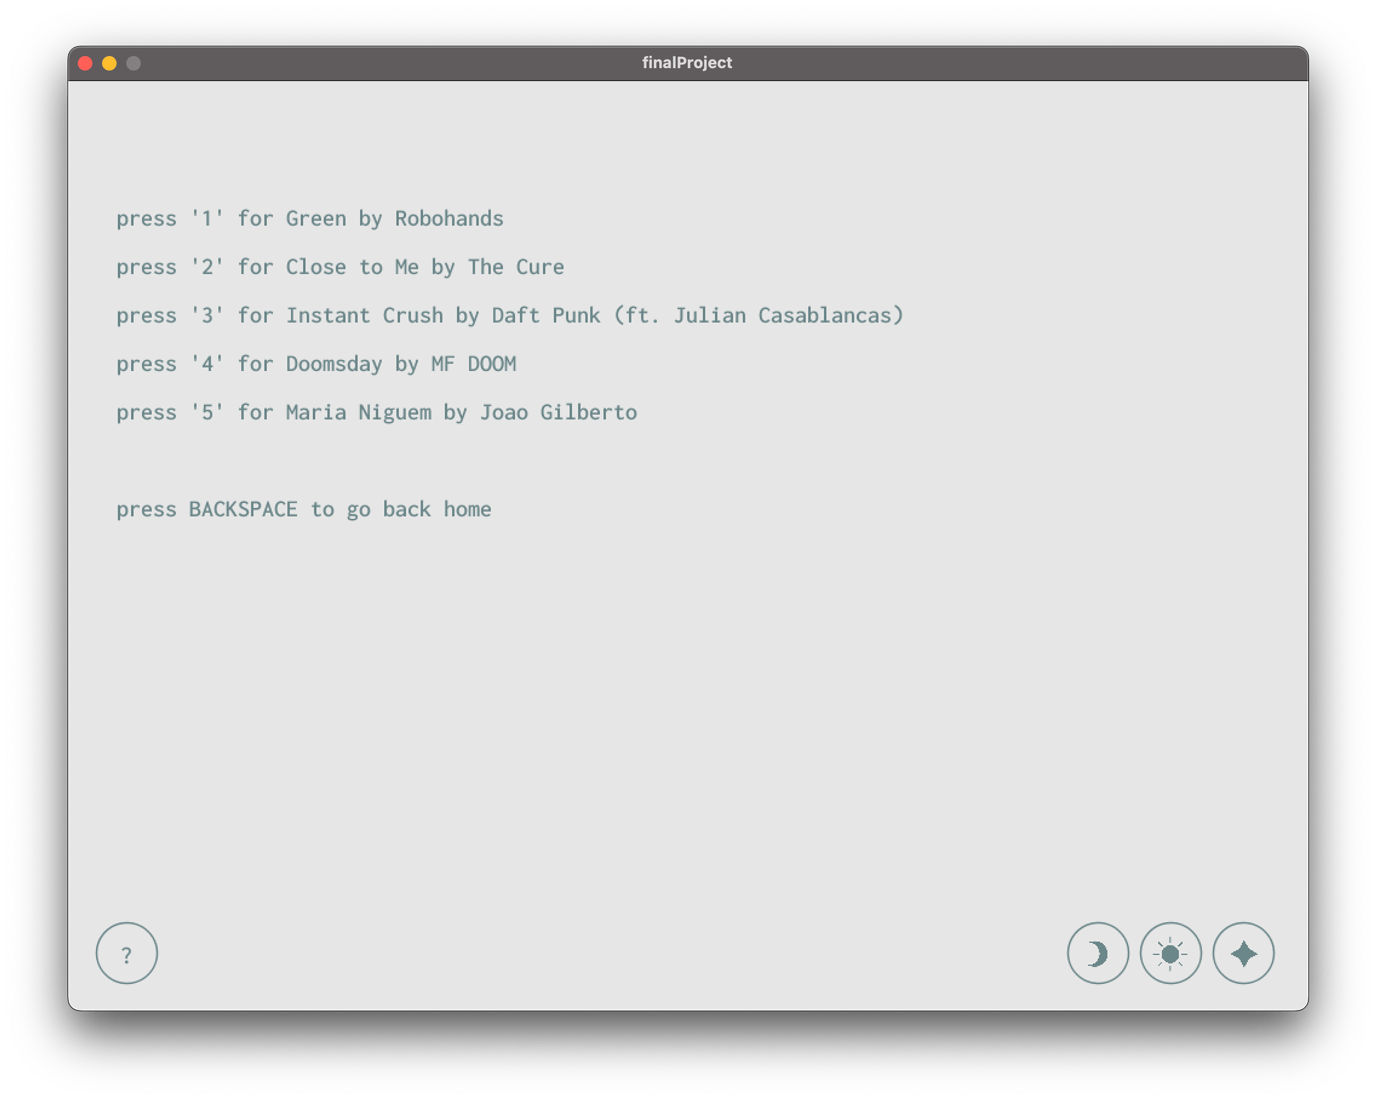 finalProject
press '1' for Green by Robohands
press '2' for Close to Me by The Cure
press '3' for Instant Crush by Daft Punk (ft. Julian Casablancas)
press '4' for Doomsday by MF DOOM
press '5' for Maria Niguem by Joao Gilberto
press BACKSPACE to go back home
?